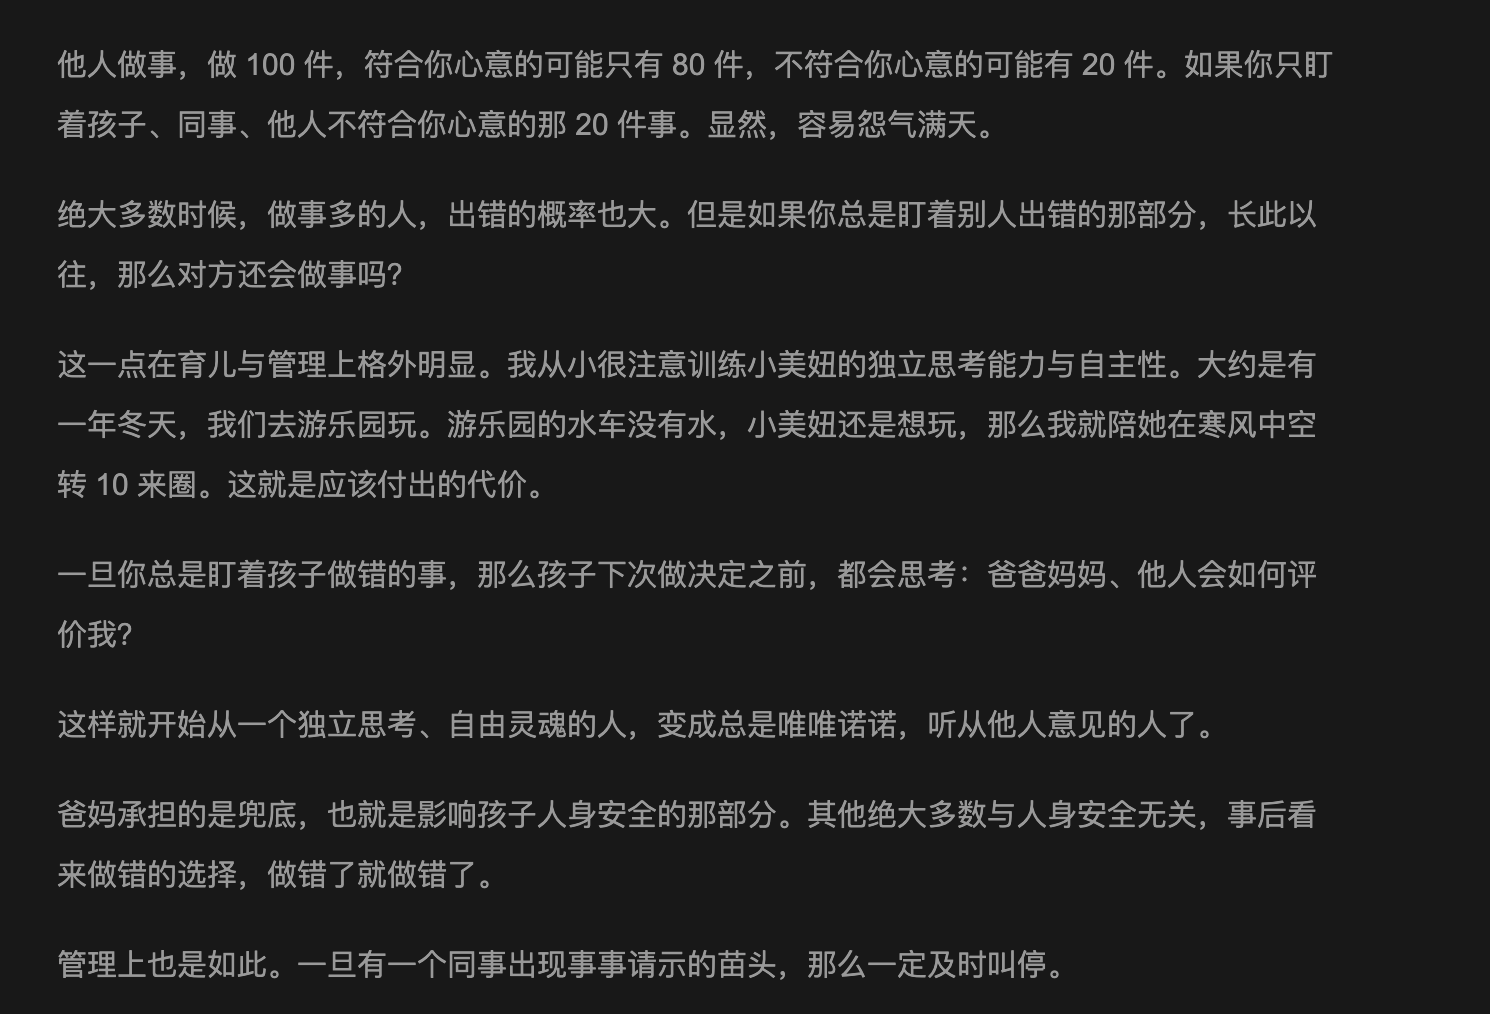 他人做事，做 100 件，符合你心意的可能只有 80 件，不符合你心意的可能有 20 件。如果你只盯
着孩子、同事、他人不符合你心意的那 20 件事。显然，容易怨气满天。
绝大多数时候，做事多的人，出错的概率也大。但是如果你总是盯着别人出错的那部分，长此以
往，那么对方还会做事吗？
这一点在育儿与管理上格外明显。我从小很注意训练小美妞的独立思考能力与自主性。大约是有
一年冬天，我们去游乐园玩。游乐园的水车没有水，小美妞还是想玩，那么我就陪她在寒风中空
转 10 来圈。这就是应该付出的代价。
一旦你总是盯着孩子做错的事，那么孩子下次做决定之前，都会思考：爸爸妈妈、他人会如何评
价我？
这样就开始从一个独立思考、自由灵魂的人，变成总是唯唯诺诺，听从他人意见的人了。
爸妈承担的是兜底，也就是影响孩子人身安全的那部分。其他绝大多数与人身安全无关，事后看
来做错的选择，做错了就做错了。
管理上也是如此。一旦有一个同事出现事事请示的苗头，那么一定及时叫停。